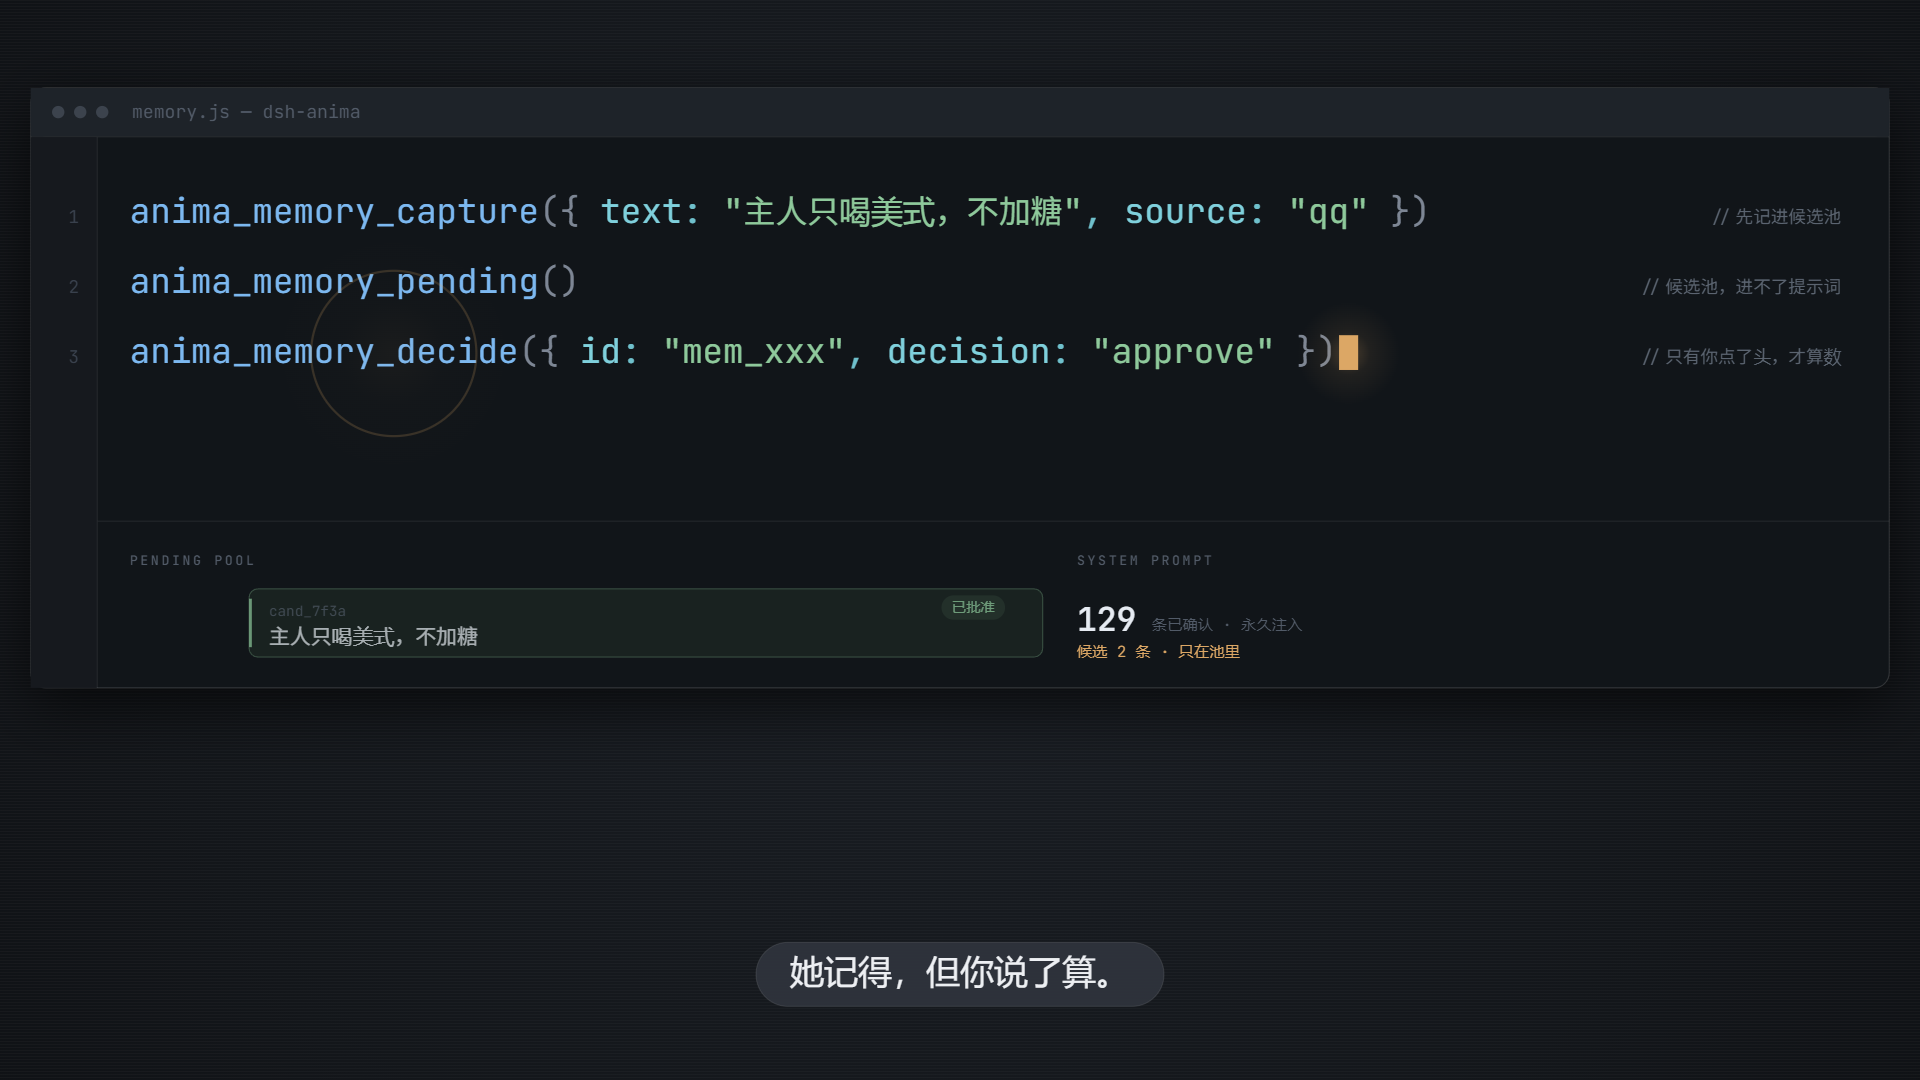 memory.js — dsh-anima
1 anima_memory_capture({ text: "主人只喝美式，不加糖", source: "qq" }) // 先记进候选池
2 anima_memory_pending() // 候选池，进不了提示词
3 anima_memory_decide({ id: "mem_xxx", decision: "approve" }) // 只有你点了头，才算数
PENDING POOL
cand_7f3a
已批准
主人只喝美式，不加糖
SYSTEM PROMPT
129 条已确认 · 永久注入
候选 2 条 · 只在池里
她记得，但你说了算。